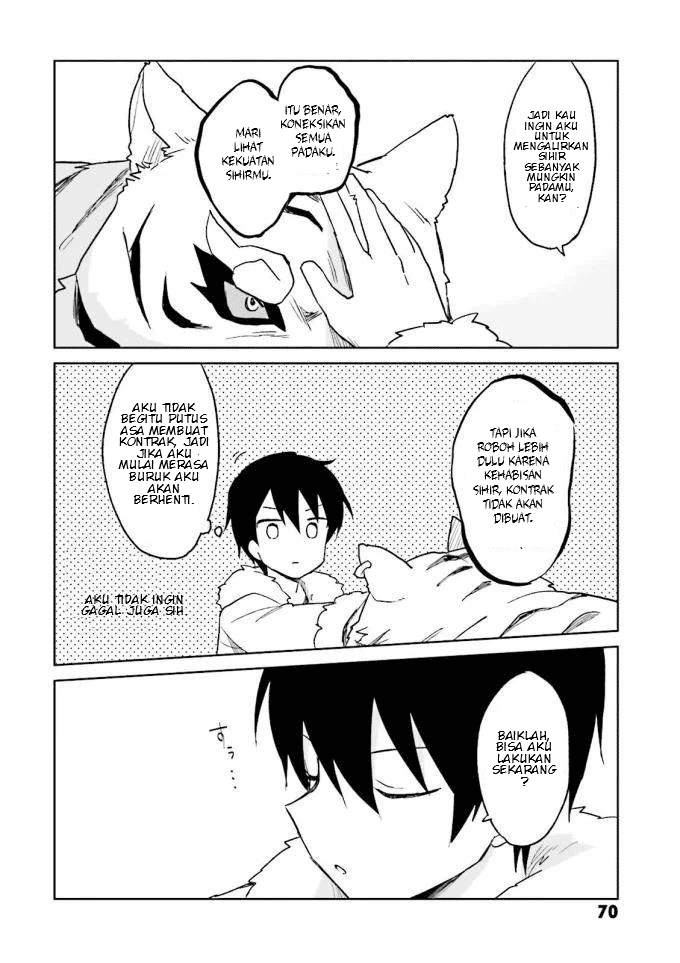 JADI KAU
INGIN AKU
UNTUK
MENGALIRKAN
SIHIR
SEBANYAK
MUNGKIN
PADAMU,
KAN?
ITU BENAR,
KONEKSIKAN
SEMUA
PADAKU.
MARI
LIHAT
KEKUATAN
SIHIRMU.
TAPI JIKA
ROBOH LEBIH
DULU KARENA
KEHABISAN
SIHIR, KONTRAK
TIDAK AKAN
DIBUAT.
AKU TIDAK
BEGITU PUTUS
ASA MEMBUAT
KONTRAK, JADI
JIKA AKU
MULAI MERASA
BURUK AKU
AKAN
BERHENTI.
AKU TIDAK INGIN
GAGAL JUGA SIH.
BAIKLAH,
BISA AKU
LAKUKAN
SEKARANG
?
すぅ…
70